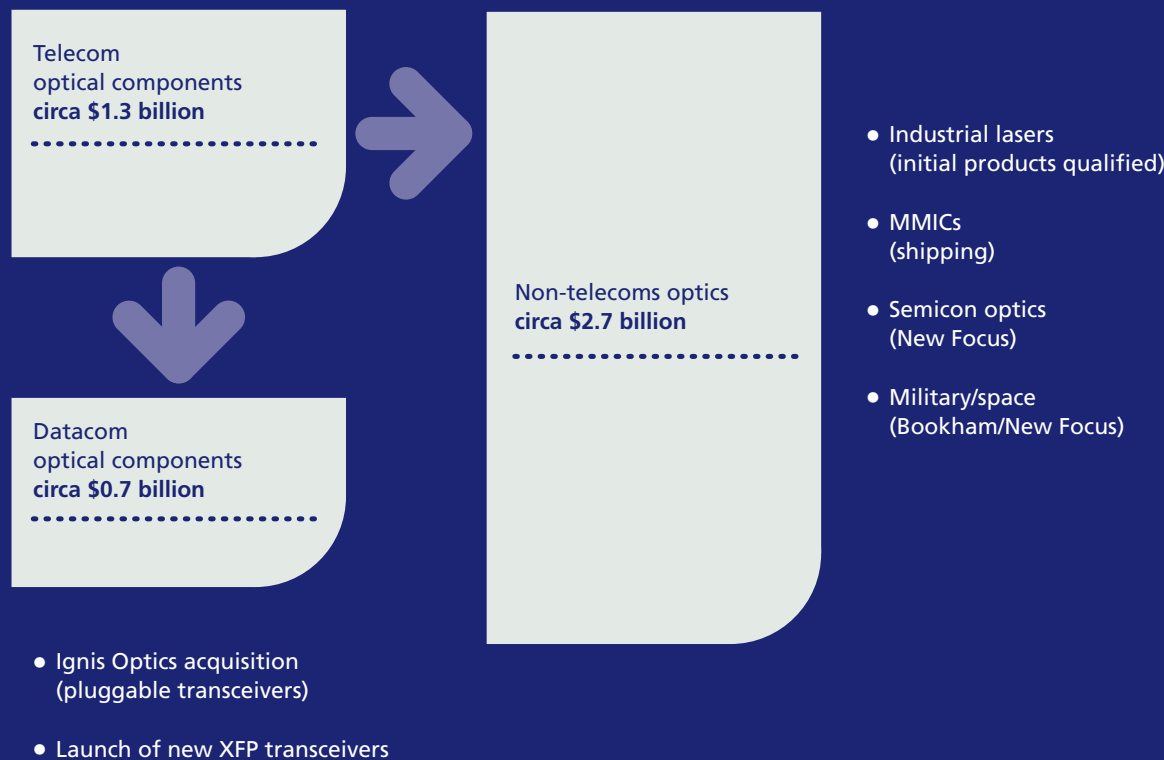 Telecom
optical components
circa $1.3 billion
Non-telecoms optics
circa $2.7 billion
● Industrial lasers
(initial products qualified)
● MMICs
(shipping)
● Semicon optics
(New Focus)
● Military/space
(Bookham/New Focus)
Datacom
optical components
circa $0.7 billion
● Ignis Optics acquisition
(pluggable transceivers)
● Launch of new XFP transceivers